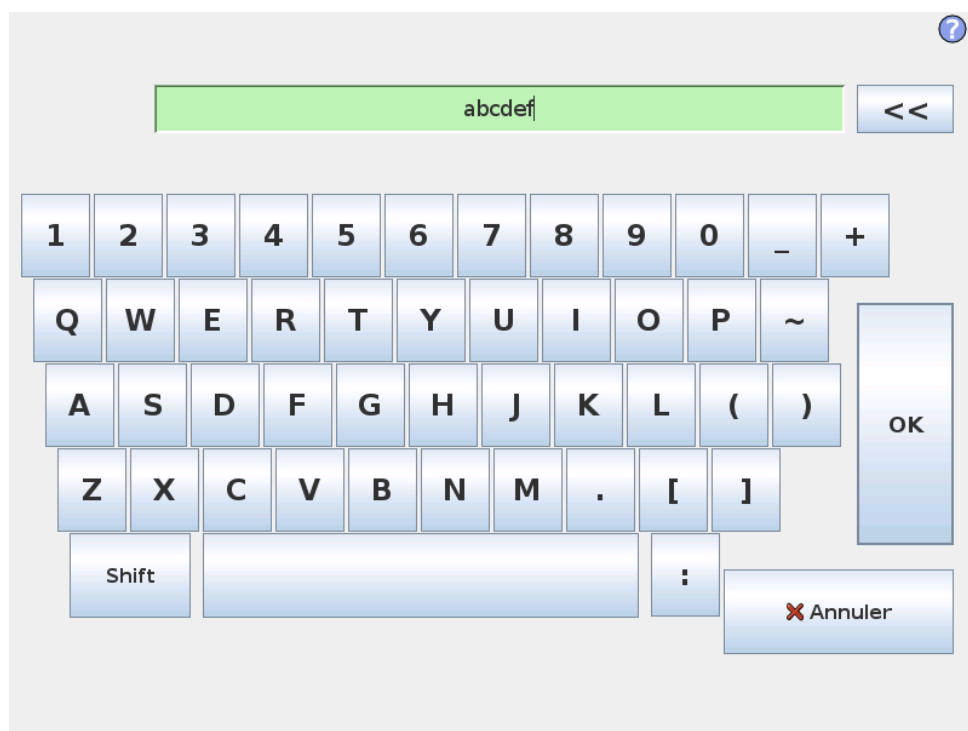 ?
abcdef <<
1 2 3 4 5 6 7 8 9 0 _ +
Q W E R T Y U I O P ~
A S D F G H J K L ( )
OK
Z X C V B N M . [ ]
Shift :
Annuler